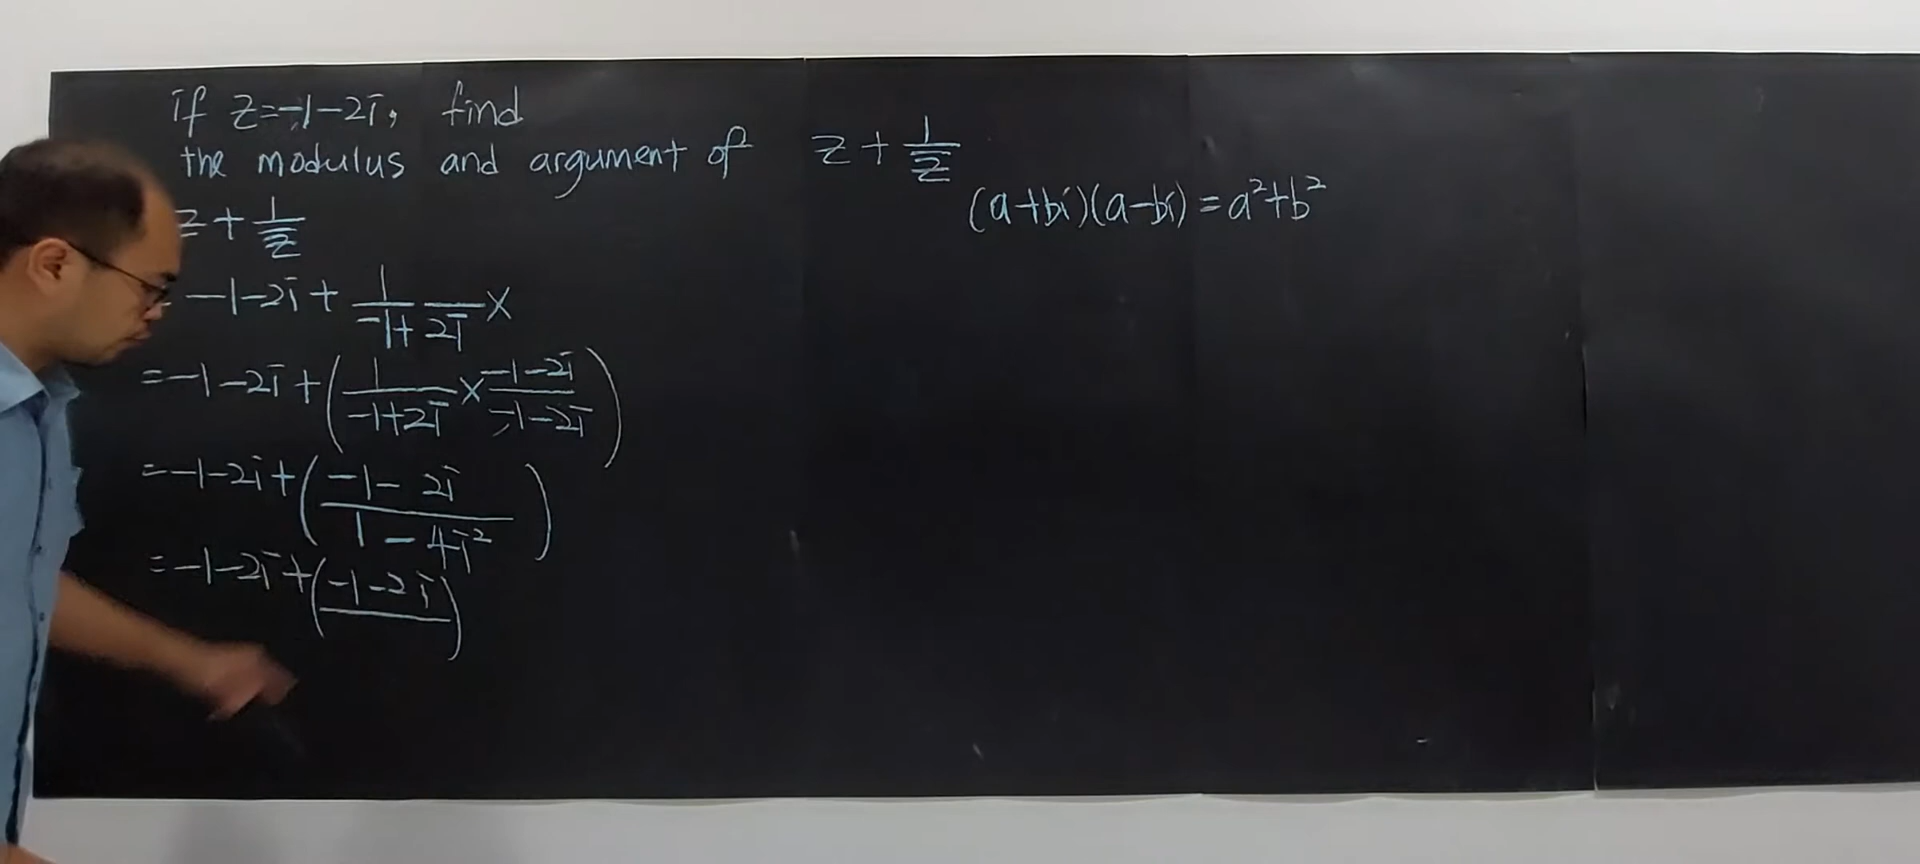 if z=-1-2i, find
the modulus and argument of z + 1/z̄
z + 1/z̄
(a+bi)(a-bi) = a²+b²
= -1-2i + 1/(-1+2i) ×
= -1-2i + (1/(-1+2i) × (-1-2i)/(-1-2i))
= -1-2i + ((-1-2i)/(1-4i²))
= -1-2i + (-1-2i)